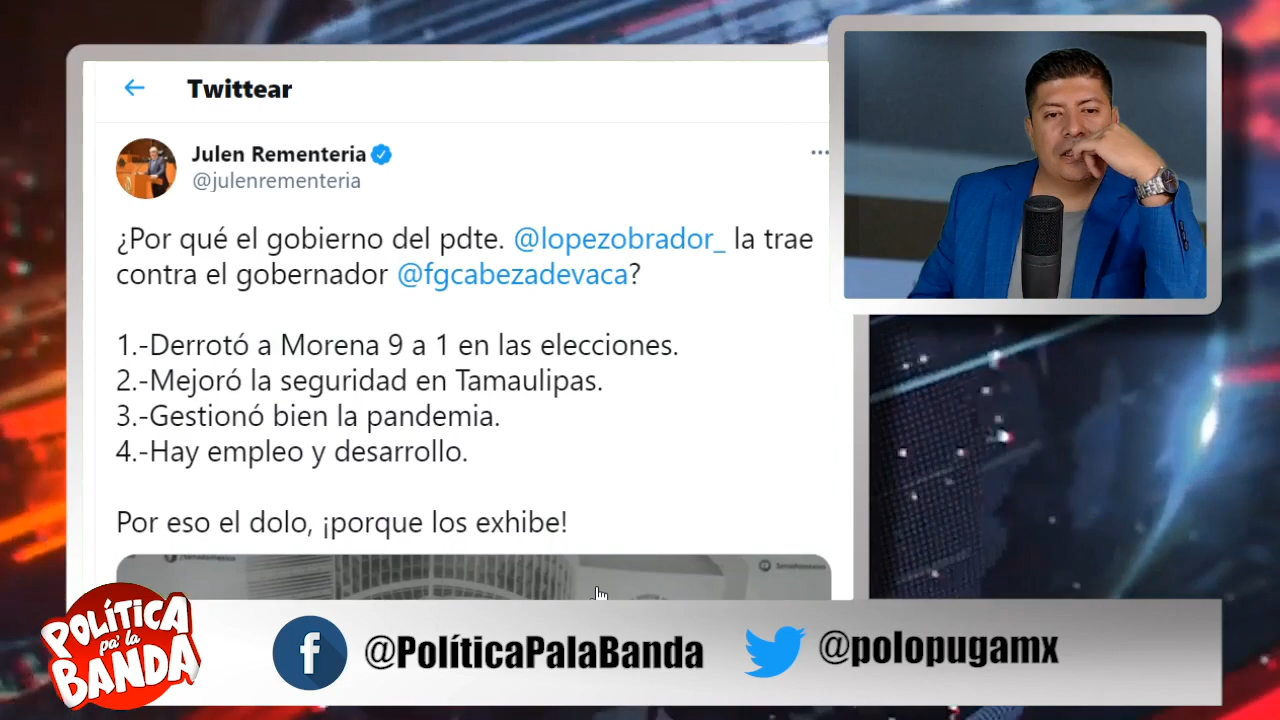 Twittear
Julen Rementeria
@julenrementeria
¿Por qué el gobierno del pdte. @lopezobrador_ la trae
contra el gobernador @fgcabezadevaca?
1.-Derrotó a Morena 9 a 1 en las elecciones.
2.-Mejoró la seguridad en Tamaulipas.
3.-Gestionó bien la pandemia.
4.-Hay empleo y desarrollo.
Por eso el dolo, ¡porque los exhibe!
POLÍTICA
pa' la
BANDA
@PolíticaPalaBanda
@polopugamx